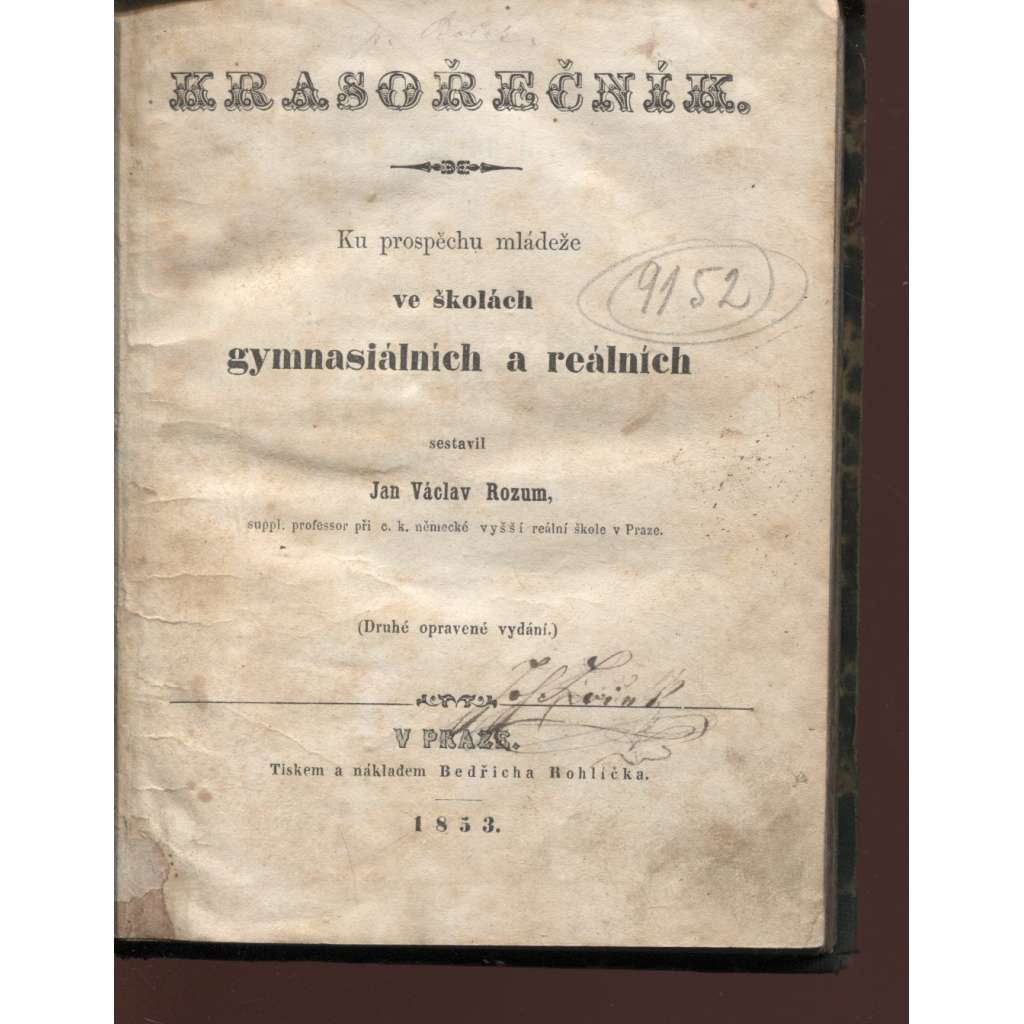 KRASOŘEČNÍK.
Ku prospěchu mládeže
ve školách
9152
gymnasiálních a reálních
sestavil
Jan Václav Rozum,
suppl. professor při c. k. německé vyšší reální škole v Praze.
(Druhé opravené vydání.)
V PRAZE.
Tiskem a nákladem Bedřicha Rohlíčka.
1853.